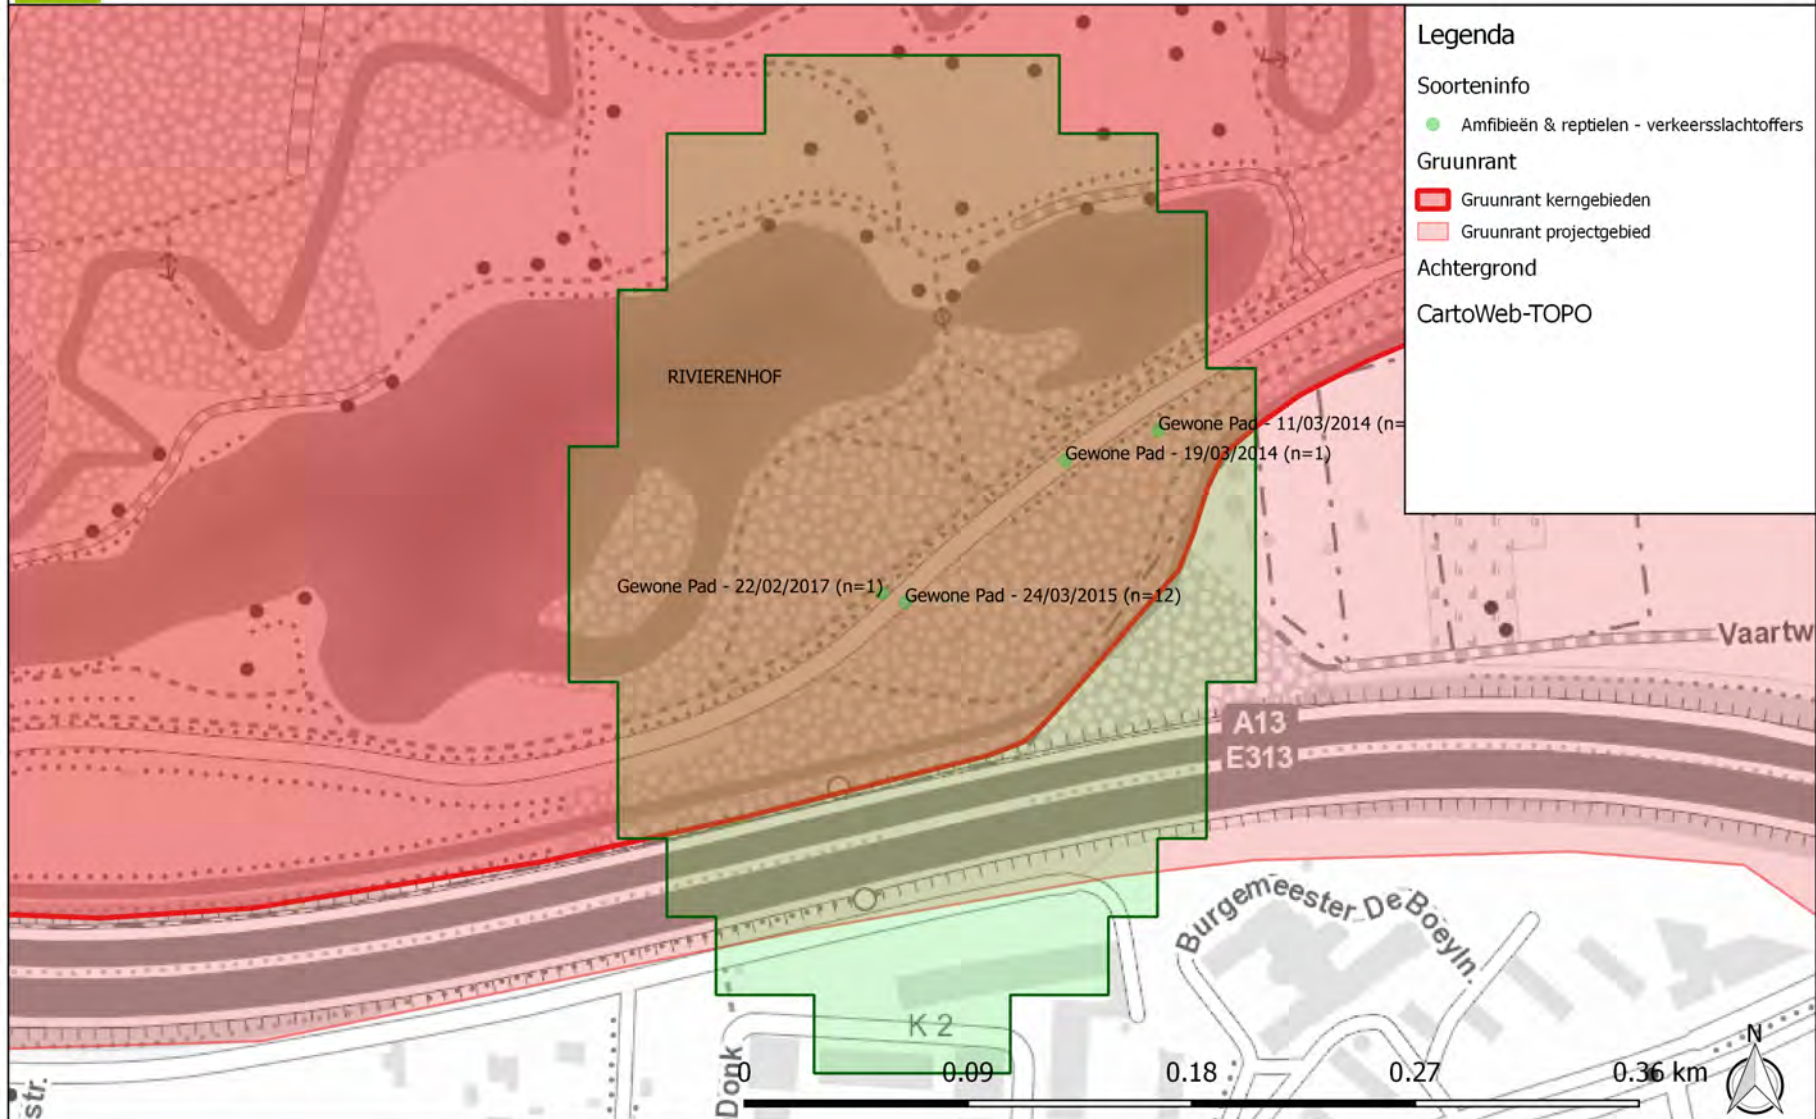 Legenda
Soorteninfo
Amfibieën & reptielen - verkeersslachtoffers
Gruunrant
Gruunrant kerngebieden
Gruunrant projectgebied
Achtergrond
CartoWeb-TOPO
RIVIERENHOF
Gewone Pad - 11/03/2014 (n=
Gewone Pad - 19/03/2014 (n=1)
Gewone Pad - 22/02/2017 (n=1)
Gewone Pad - 24/03/2015 (n=12)
Vaartw
A13
E313
Burgemeester De Boeyln.
K 2
Donk
str.
0 0.09 0.18 0.27 0.36 km
N